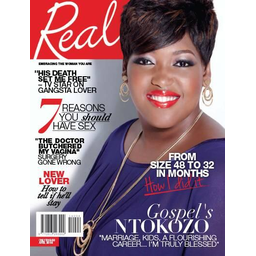 Real
EMBRACING THE WOMAN YOU ARE
"HIS DEATH
SET ME FREE"
– TV STAR ON
GANGSTA LOVER
7 REASONS
YOU should
HAVE SEX
"THE DOCTOR
BUTCHERED
MY VAGINA"
SURGERY
GONE WRONG
NEW
LOVER
How to
tell if he'll
stay
FROM
SIZE 48 TO 32
IN MONTHS
How I did it
Gospel's
NTOKOZO
"MARRIAGE, KIDS, A FLOURISHING
CAREER... I'M TRULY BLESSED"